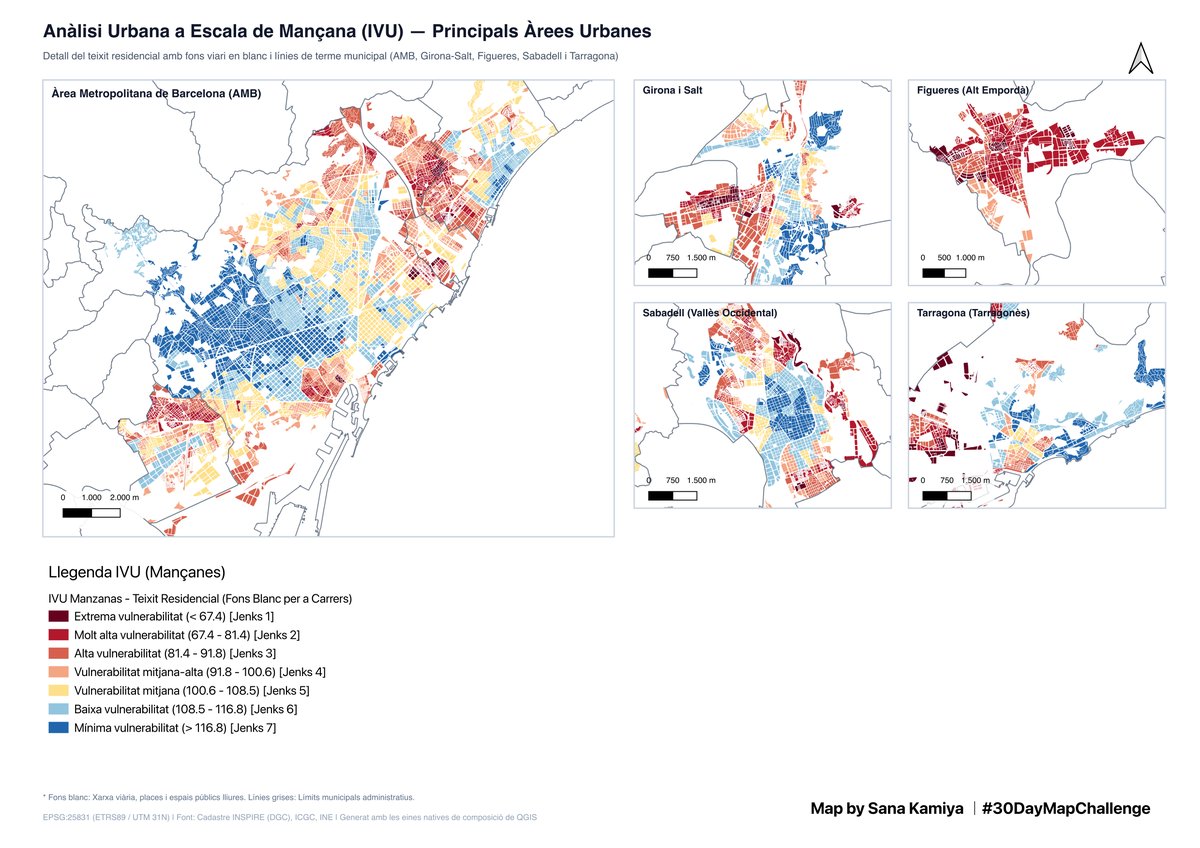 Anàlisi Urbana a Escala de Mançana (IVU) — Principals Àrees Urbanes
Detall del teixit residencial amb fons viari en blanc i línies de terme municipal (AMB, Girona-Salt, Figueres, Sabadell i Tarragona)
Àrea Metropolitana de Barcelona (AMB)
0 1.000 2.000 m
Girona i Salt
0 750 1.500 m
Figueres (Alt Empordà)
0 500 1.000 m
Sabadell (Vallès Occidental)
0 750 1.500 m
Tarragona (Tarragonès)
0 750 1.500 m
Llegenda IVU (Mançanes)
IVU Manzanas - Teixit Residencial (Fons Blanc per a Carrers)
Extrema vulnerabilitat (< 67.4) [Jenks 1]
Molt alta vulnerabilitat (67.4 - 81.4) [Jenks 2]
Alta vulnerabilitat (81.4 - 91.8) [Jenks 3]
Vulnerabilitat mitjana-alta (91.8 - 100.6) [Jenks 4]
Vulnerabilitat mitjana (100.6 - 108.5) [Jenks 5]
Baixa vulnerabilitat (108.5 - 116.8) [Jenks 6]
Mínima vulnerabilitat (> 116.8) [Jenks 7]
* Fons blanc: Xarxa viària, places i espais públics lliures. Línies grises: Límits municipals administratius.
EPSG:25831 (ETRS89 / UTM 31N) | Font: Cadastre INSPIRE (DGC), ICGC, INE | Generat amb les eines natives de composició de QGIS
Map by Sana Kamiya | #30DayMapChallenge